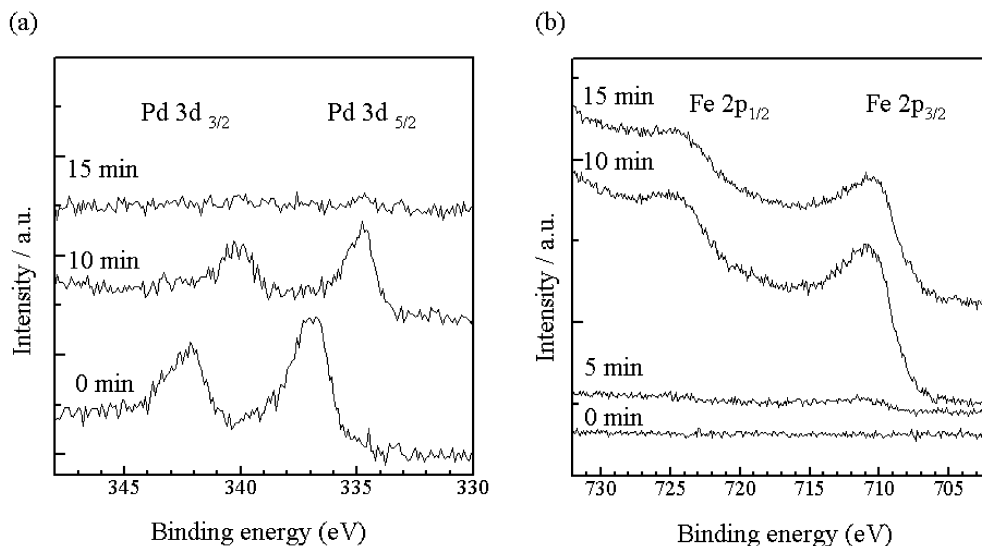 (a)
Pd 3d 3/2
Pd 3d 5/2
15 min
10 min
0 min
Intensity / a.u.
345
340
335
330
Binding energy (eV)
(b)
15 min
Fe 2p1/2
Fe 2p3/2
10 min
5 min
0 min
Intensity / a.u.
730
720
710
705
Binding energy (eV)